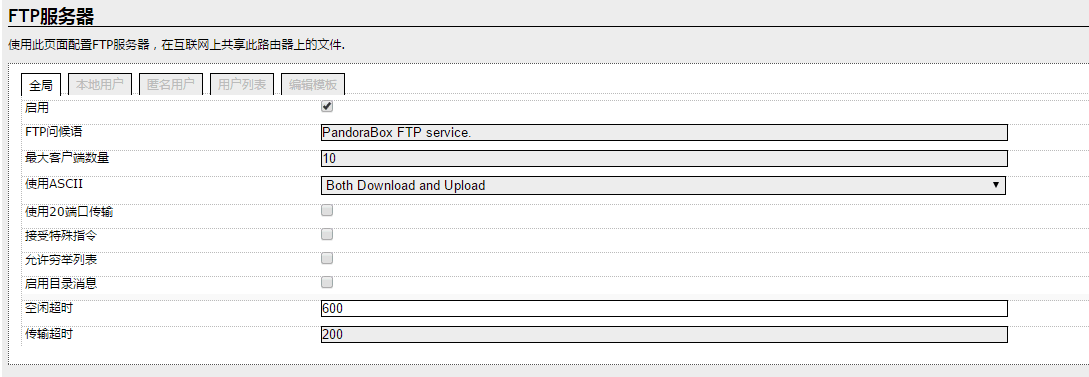 FTP服务器
使用此页面配置FTP服务器，在互联网上共享此路由器上的文件.
全局 本地用户 匿名用户 用户列表 编辑模板
启用
FTP问候语 PandoraBox FTP service.
最大客户端数量 10
使用ASCII Both Download and Upload
使用20端口传输
接受特殊指令
允许穷举列表
启用目录消息
空闲超时 600
传输超时 200